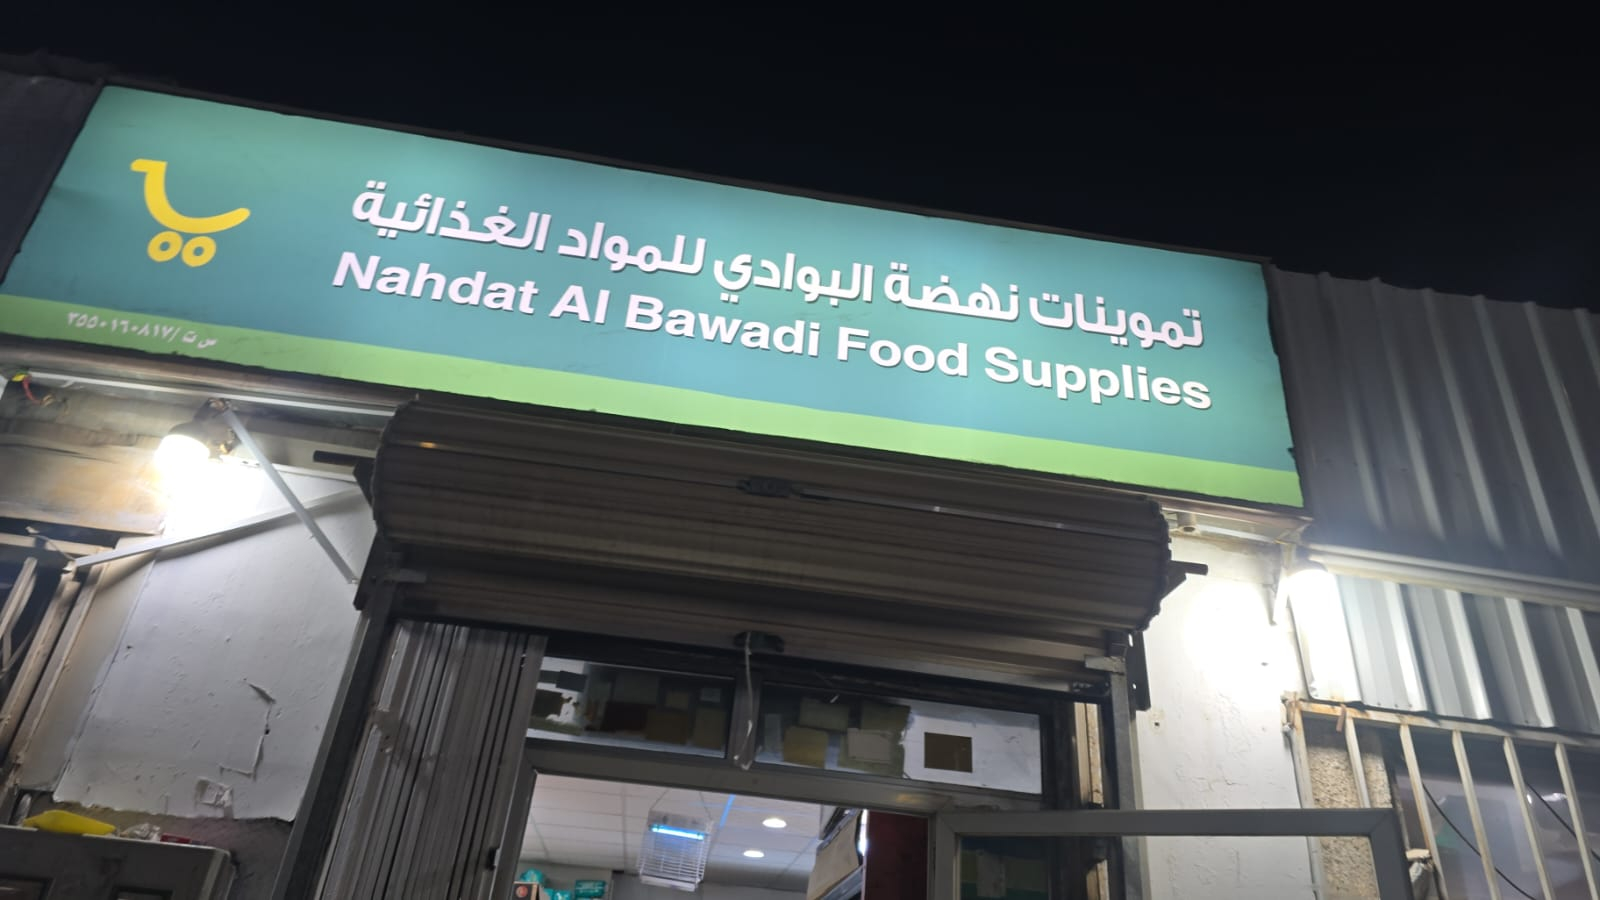 تموينات نهضة البوادي للمواد الغذائية
Nahdat Al Bawadi Food Supplies
س ت /٣٥٥٠١٦٠٨١٧